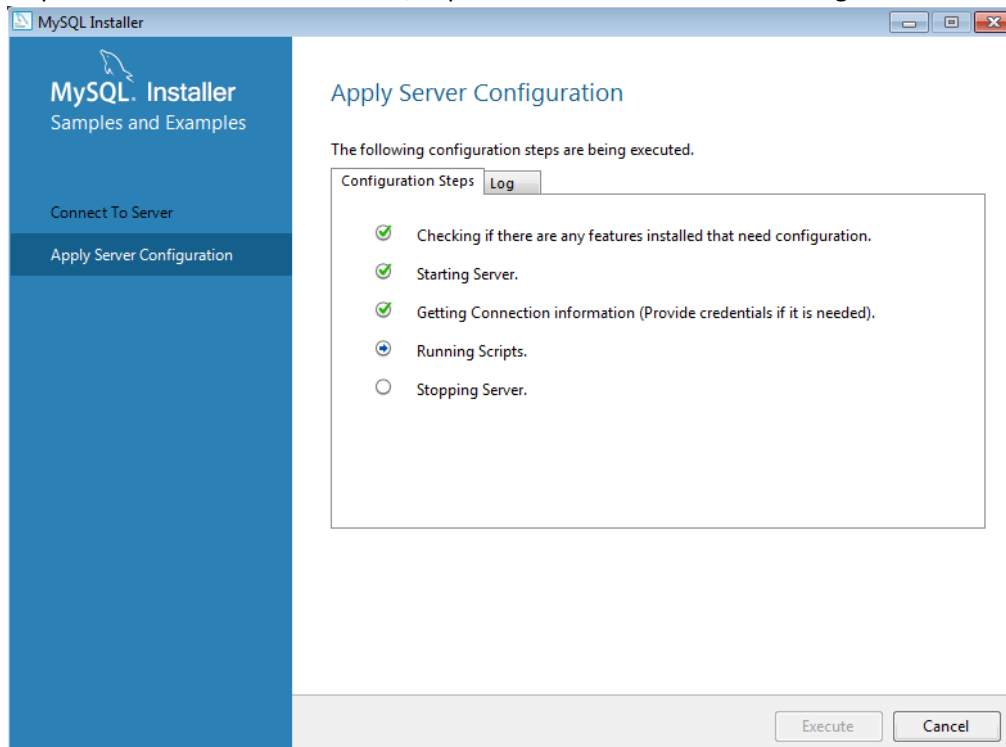 MySQL Installer
MySQL. Installer
Samples and Examples
Connect To Server
Apply Server Configuration
Apply Server Configuration
The following configuration steps are being executed.
Configuration Steps
Log
Checking if there are any features installed that need configuration.
Starting Server.
Getting Connection information (Provide credentials if it is needed).
Running Scripts.
Stopping Server.
Execute
Cancel